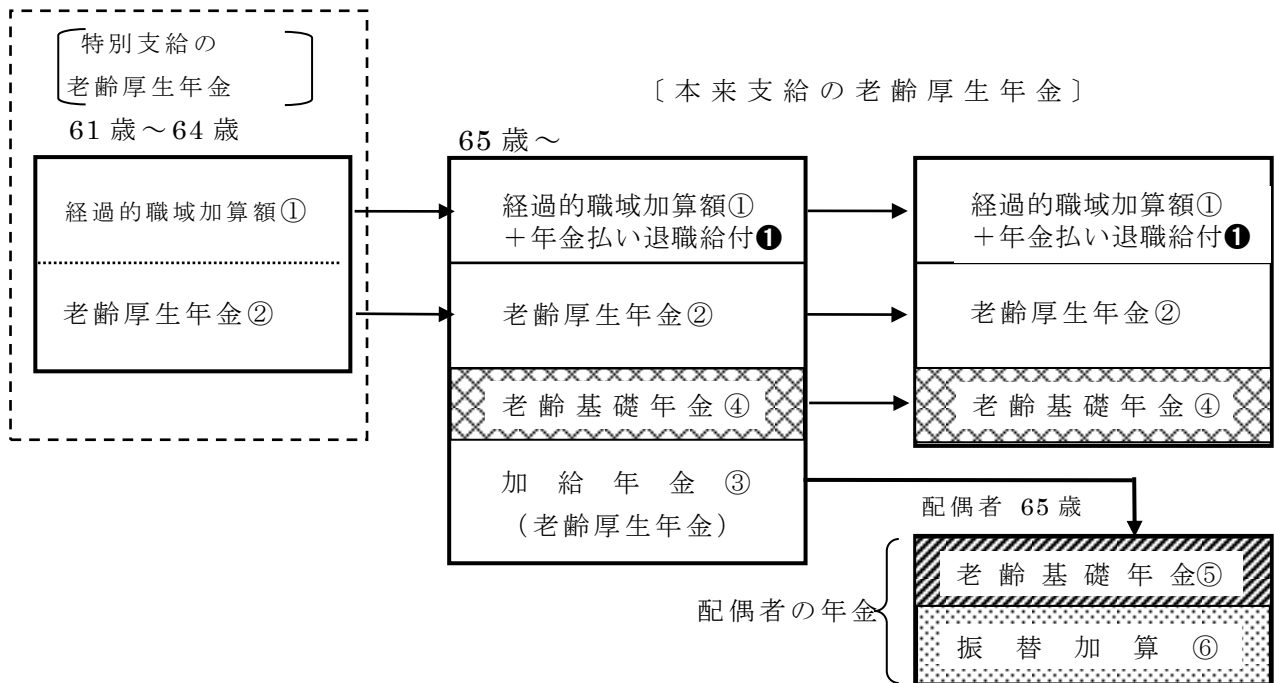 特別支給の
老齢厚生年金
61歳～64歳
経過的職域加算額①
老齢厚生年金②
〔本来支給の老齢厚生年金〕
65歳～
経過的職域加算額①
＋年金払い退職給付❶
老齢厚生年金②
老齢基礎年金④
加給年金③
（老齢厚生年金）
経過的職域加算額①
＋年金払い退職給付❶
老齢厚生年金②
老齢基礎年金④
配偶者 65歳
配偶者の年金
老齢基礎年金⑤
振替加算⑥